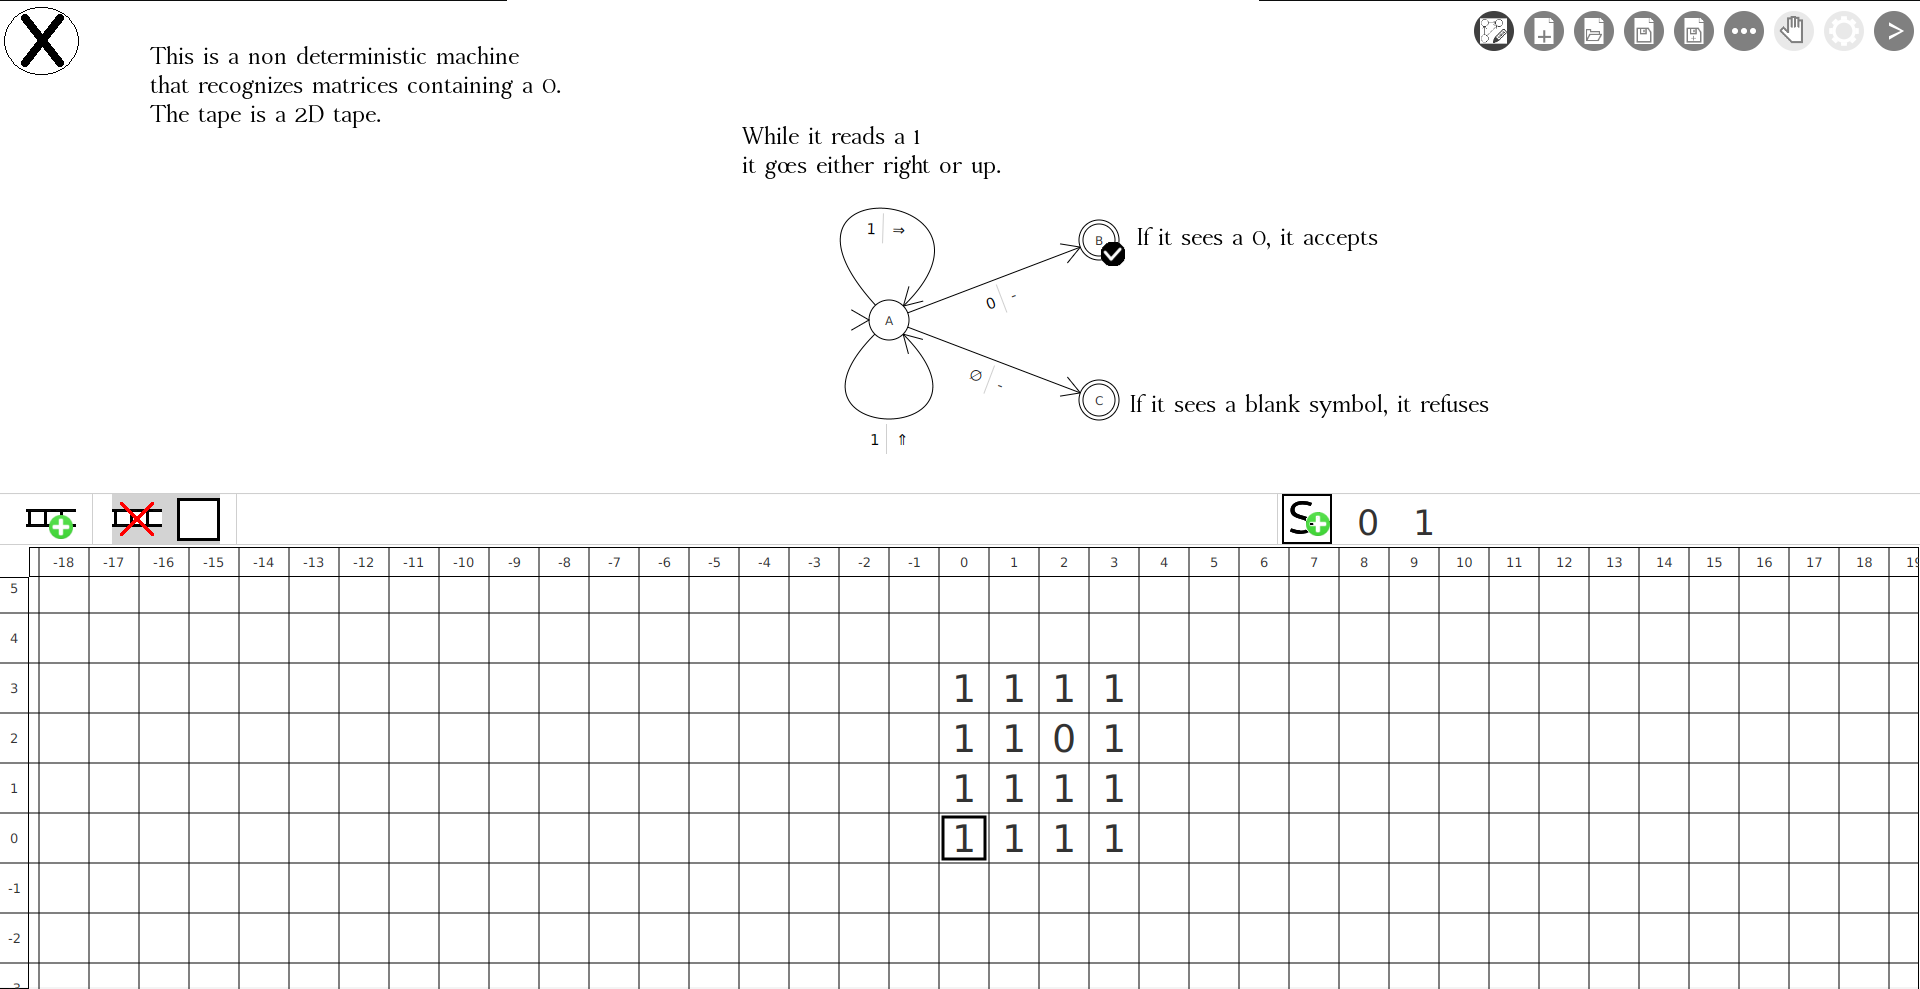 This is a non deterministic machine
that recognizes matrices containing a 0.
The tape is a 2D tape.
While it reads a 1
it goes either right or up.
1 ⇒
B
If it sees a 0, it accepts
0 -
A
∅ -
C
If it sees a blank symbol, it refuses
1 ⇑
S 0 1
-18 -17 -16 -15 -14 -13 -12 -11 -10 -9 -8 -7 -6 -5 -4 -3 -2 -1 0 1 2 3 4 5 6 7 8 9 10 11 12 13 14 15 16 17 18
5
4
3 1 1 1 1
2 1 1 0 1
1 1 1 1 1
0 1 1 1 1
-1
-2